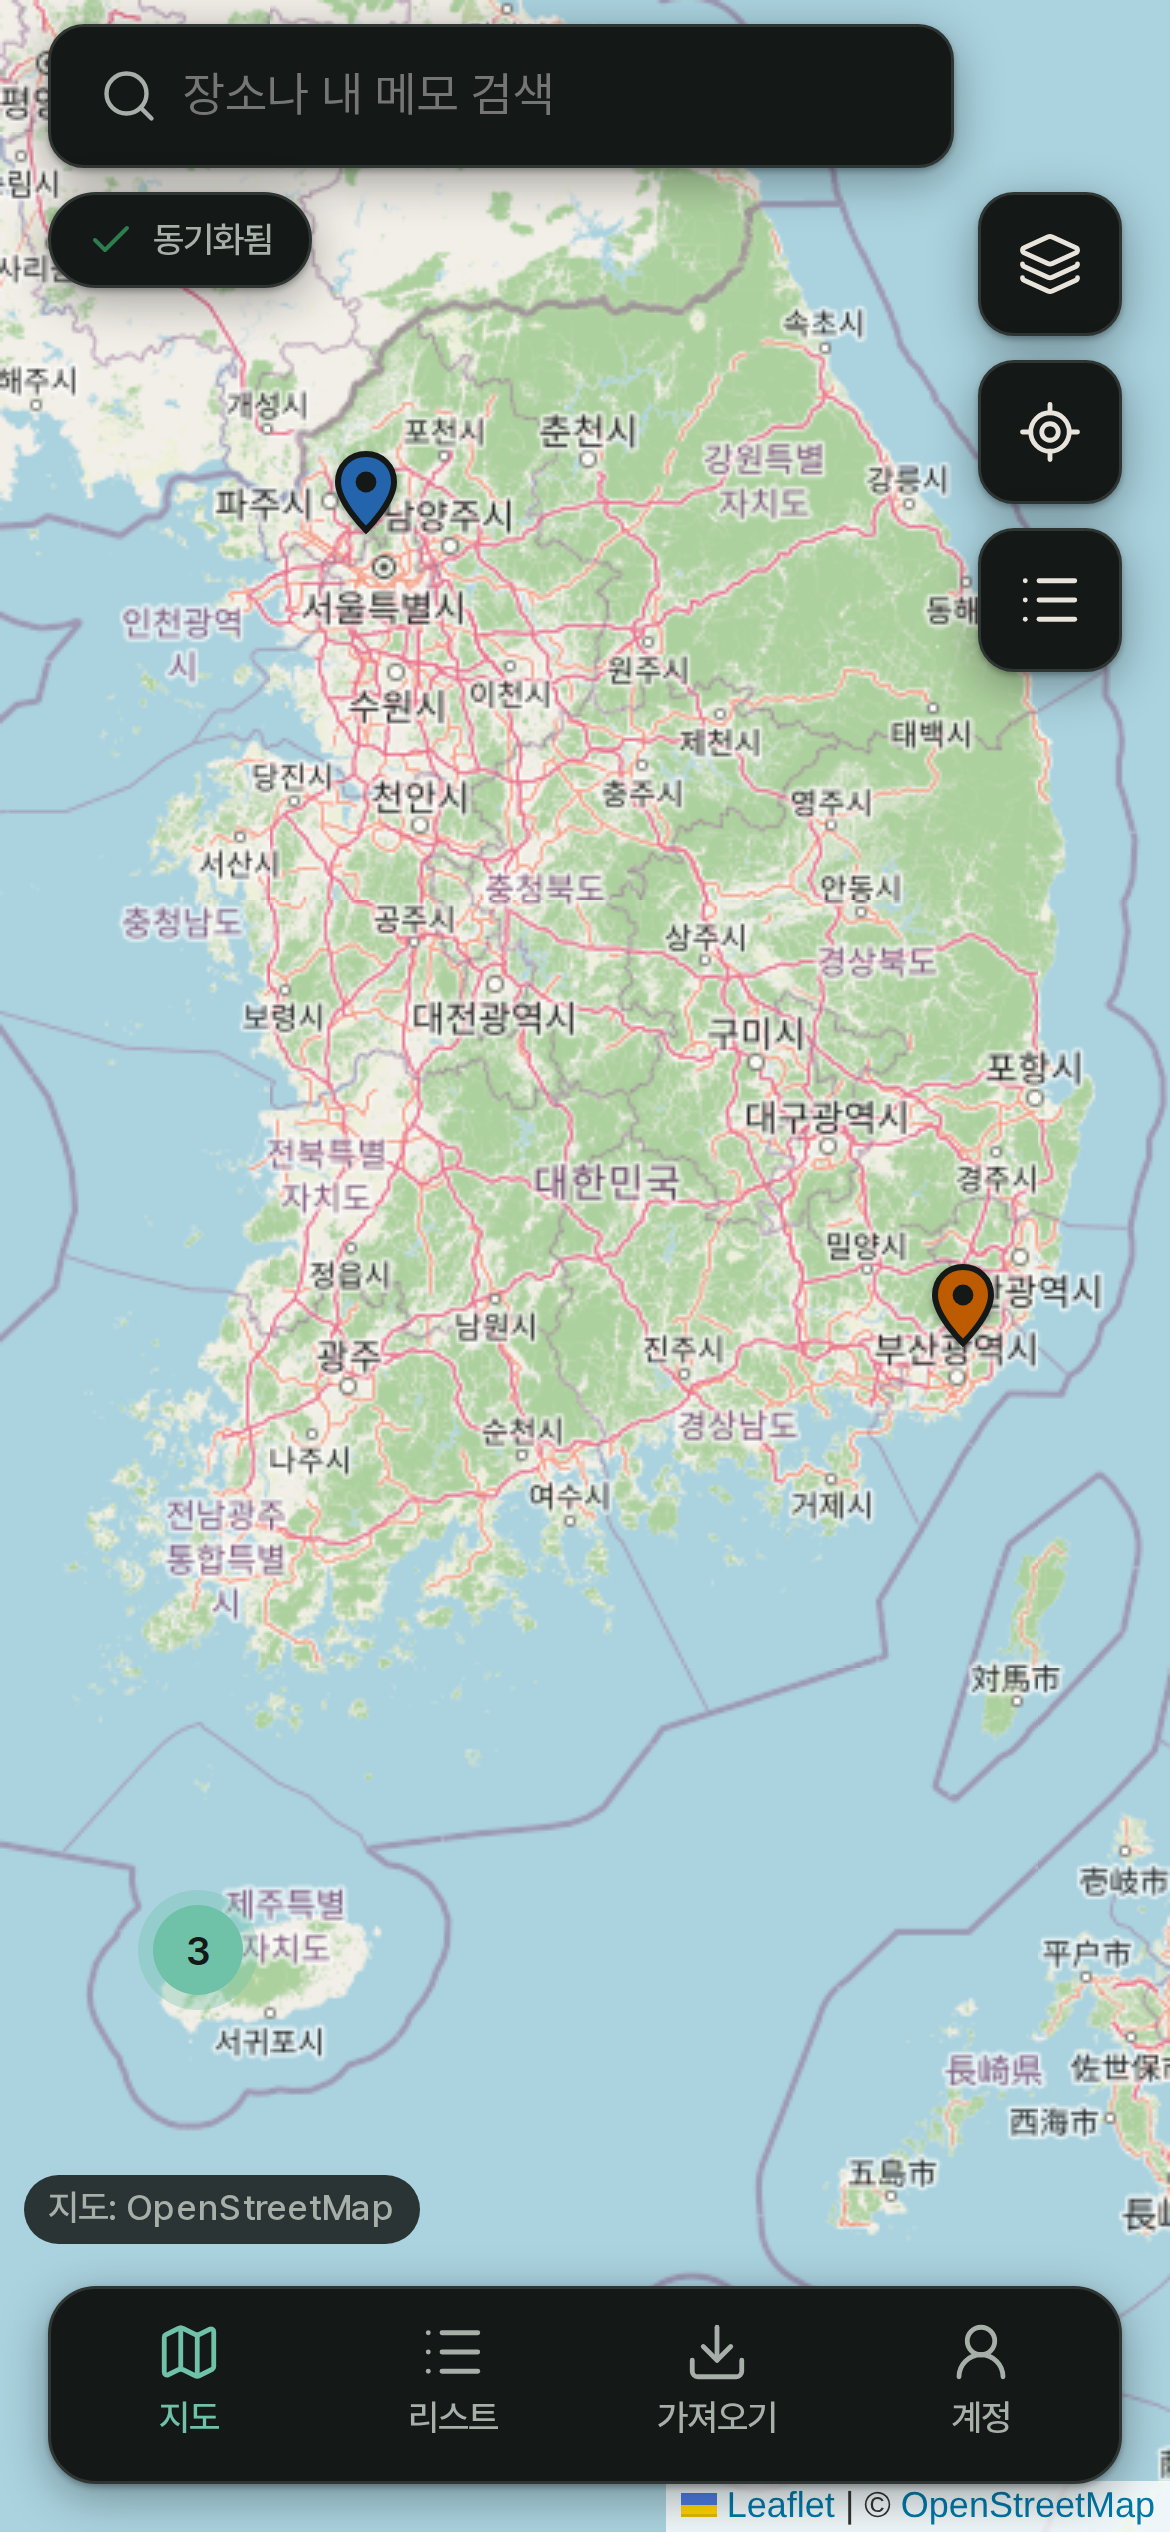 장소나 내 메모 검색
동기화됨
해주시
개성시
속초시
포천시
춘천시
강원특별
자치도
강릉시
파주시
남양주시
서울특별시
인천광역
시
동해
원주시
수원시
이천시
제천시
태백시
당진시
천안시
충주시
영주시
서산시
충청북도
안동시
충청남도
공주시
상주시
경상북도
보령시
대전광역시
구미시
포항시
대구광역시
전북특별
자치도
대한민국
경주시
밀양시
정읍시
광역시
남원시
광주
진주시
부산광역시
순천시
경상남도
나주시
여수시
거제시
전남광주
통합특별
시
対馬市
壱岐市
제주특별
자치도
3
平户市
서귀포시
長崎県
佐世保市
西海市
五島市
지도: OpenStreetMap
지도
리스트
가져오기
계정
Leaflet | © OpenStreetMap